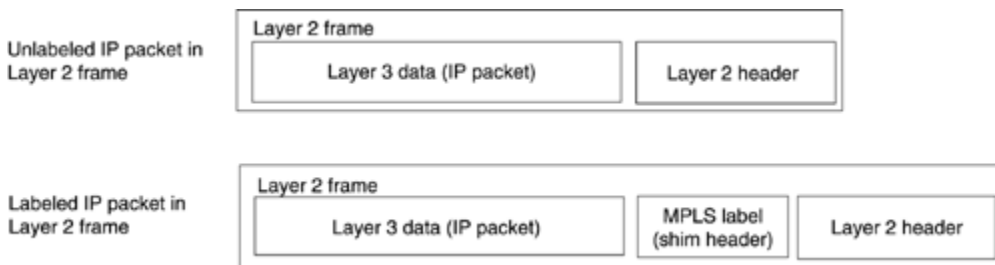 Unlabeled IP packet in
Layer 2 frame
Layer 2 frame
Layer 3 data (IP packet)
Layer 2 header
Labeled IP packet in
Layer 2 frame
Layer 2 frame
Layer 3 data (IP packet)
MPLS label
(shim header)
Layer 2 header